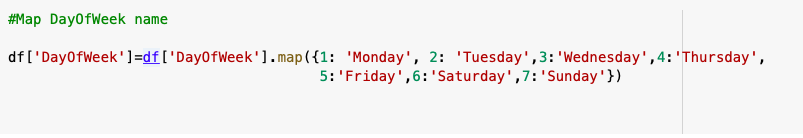 #Map DayOfWeek name
df['DayOfWeek']=df['DayOfWeek'].map({1: 'Monday', 2: 'Tuesday',3:'Wednesday',4:'Thursday',
5:'Friday',6:'Saturday',7:'Sunday'})